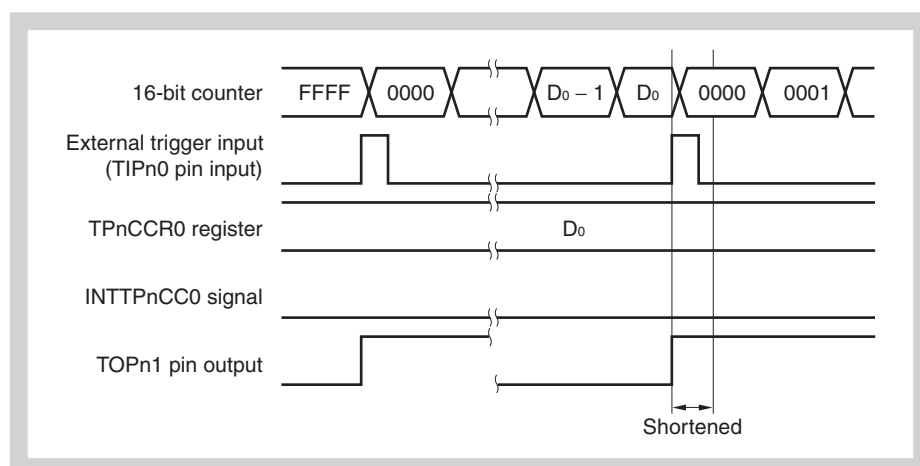 16-bit counter FFFF 0000 D₀ − 1 D₀ 0000 0001
External trigger input
(TIPn0 pin input)
TPnCCR0 register D₀
INTTPnCC0 signal
TOPn1 pin output
Shortened